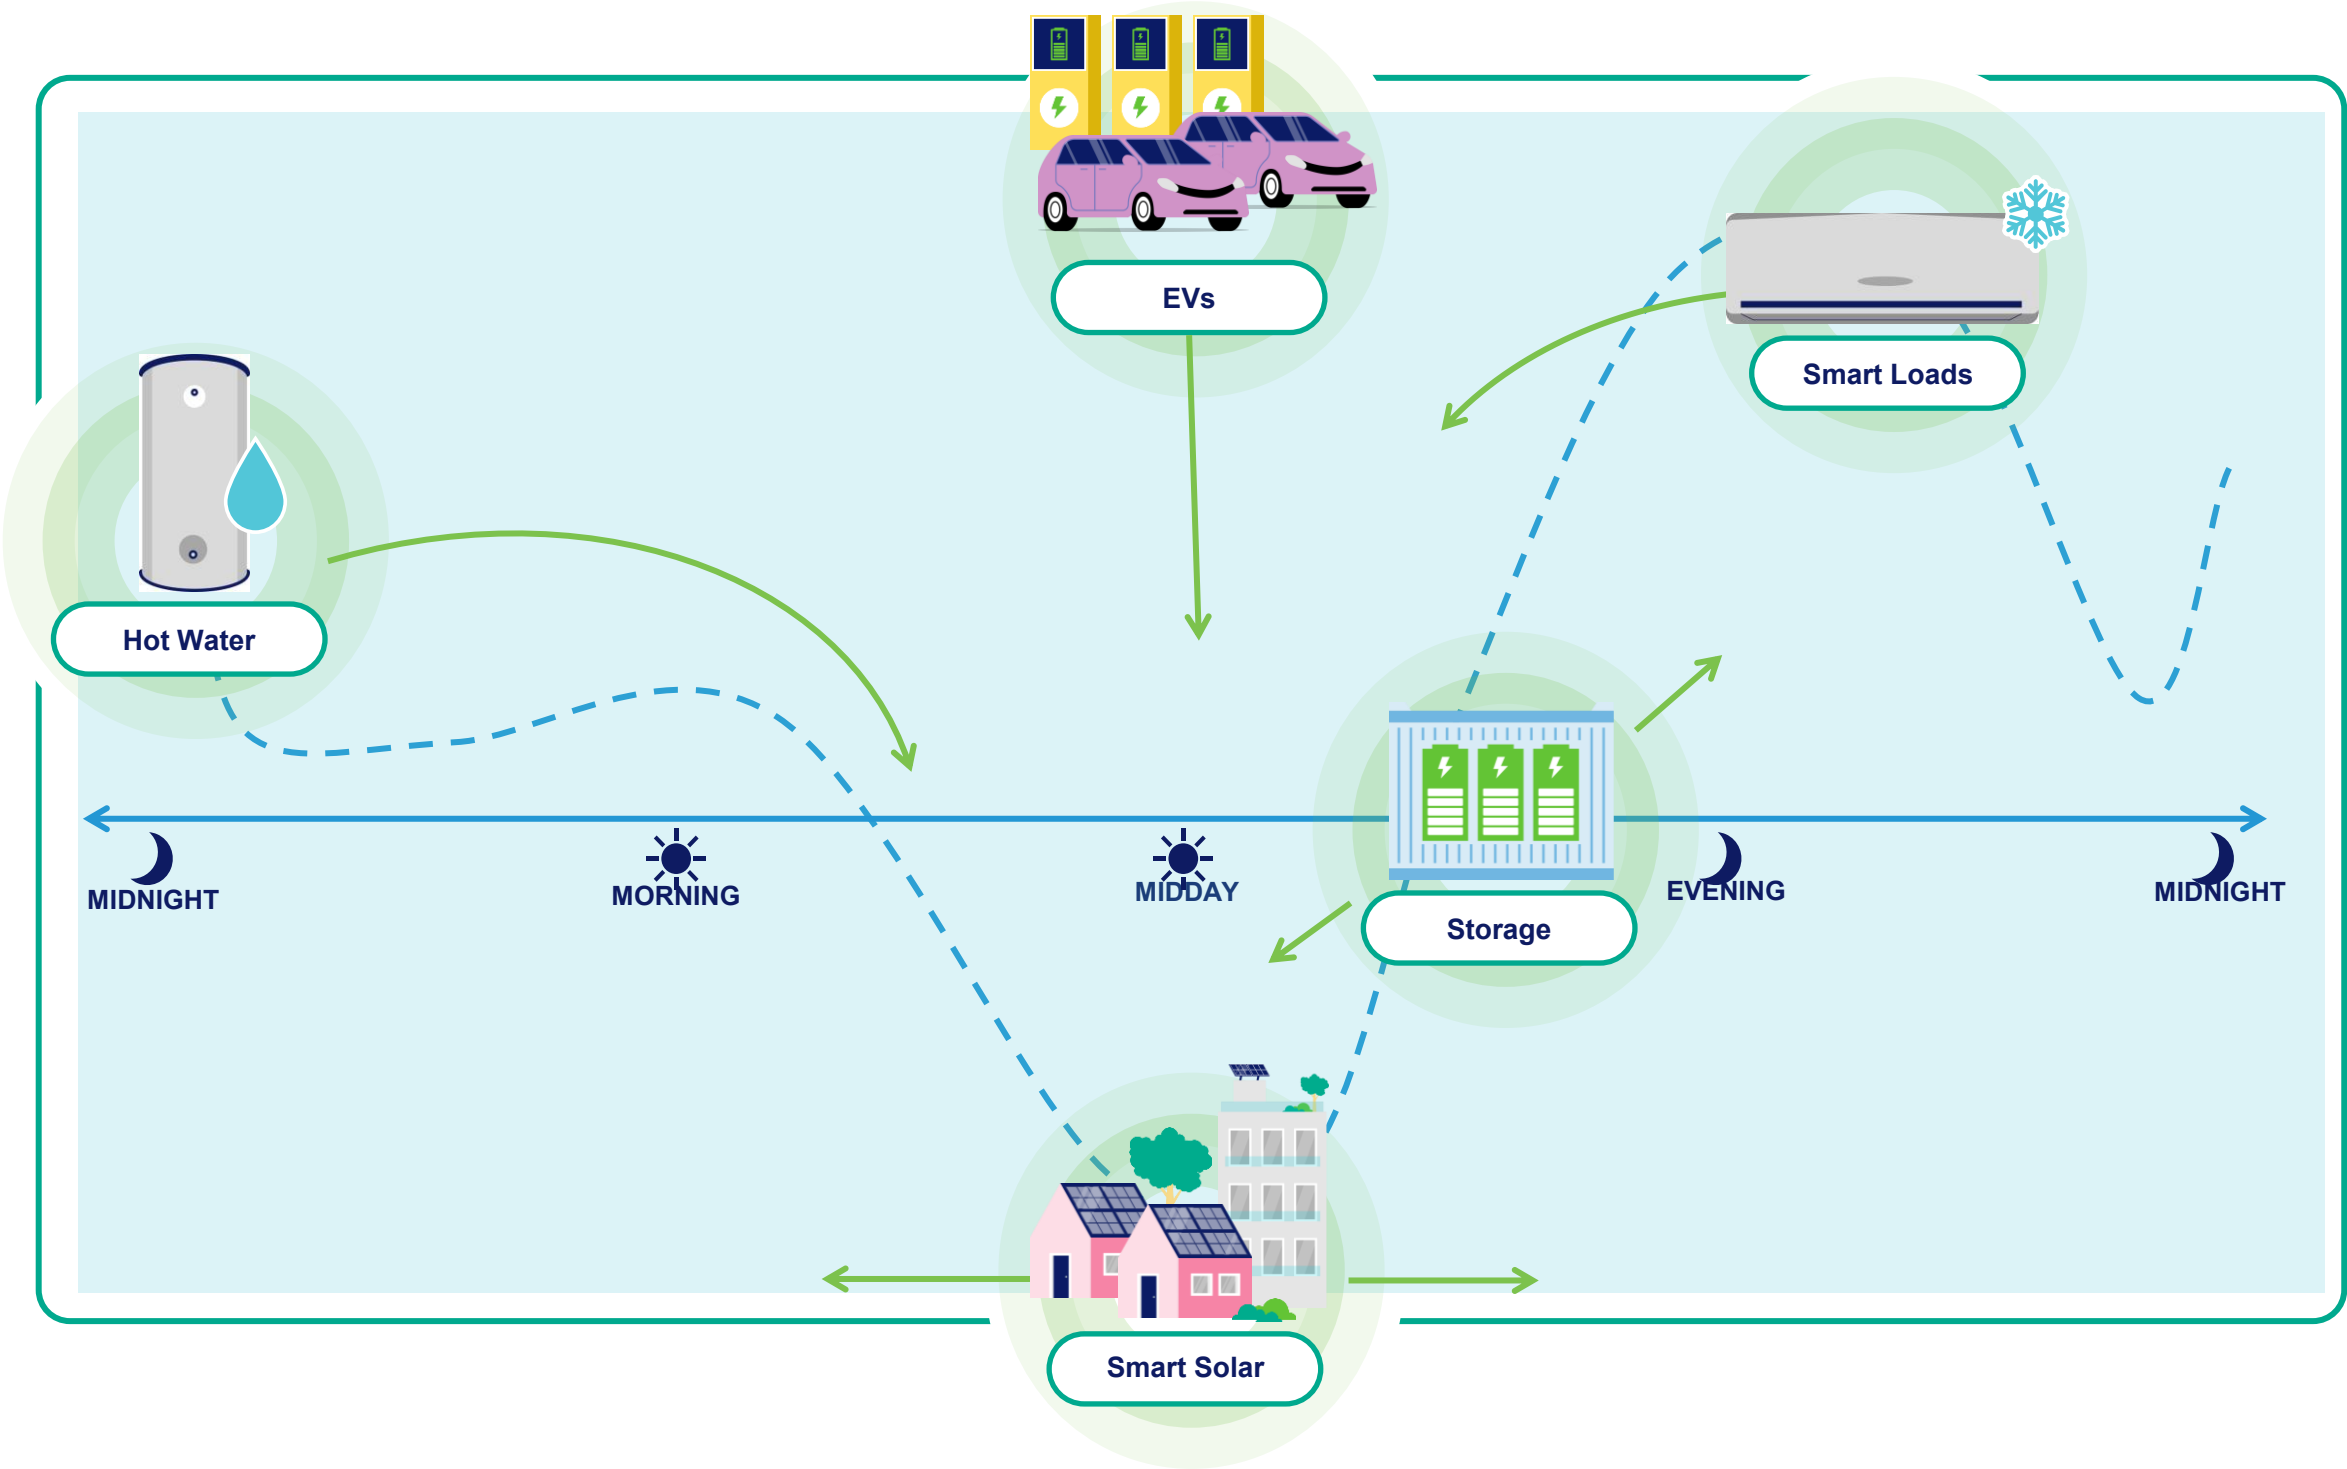 EVs
Smart Loads
Hot Water
MIDNIGHT
MORNING
MIDDAY
EVENING
MIDNIGHT
Storage
Smart Solar